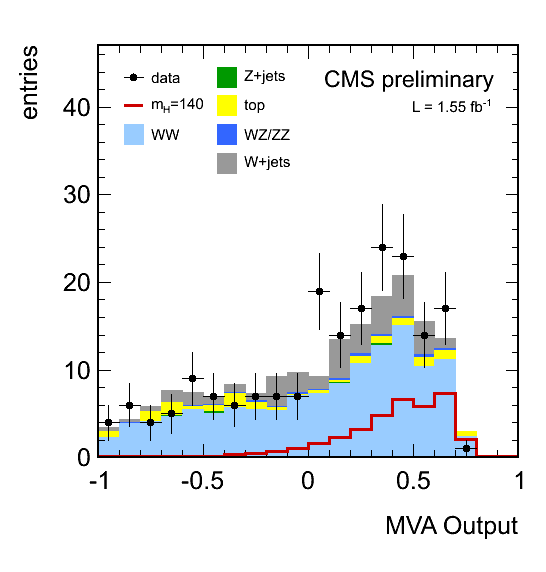 entries
40
30
20
10
0
data
m_H=140
WW
Z+jets
top
WZ/ZZ
W+jets
CMS preliminary
L = 1.55 fb⁻¹
-1
-0.5
0
0.5
1
MVA Output